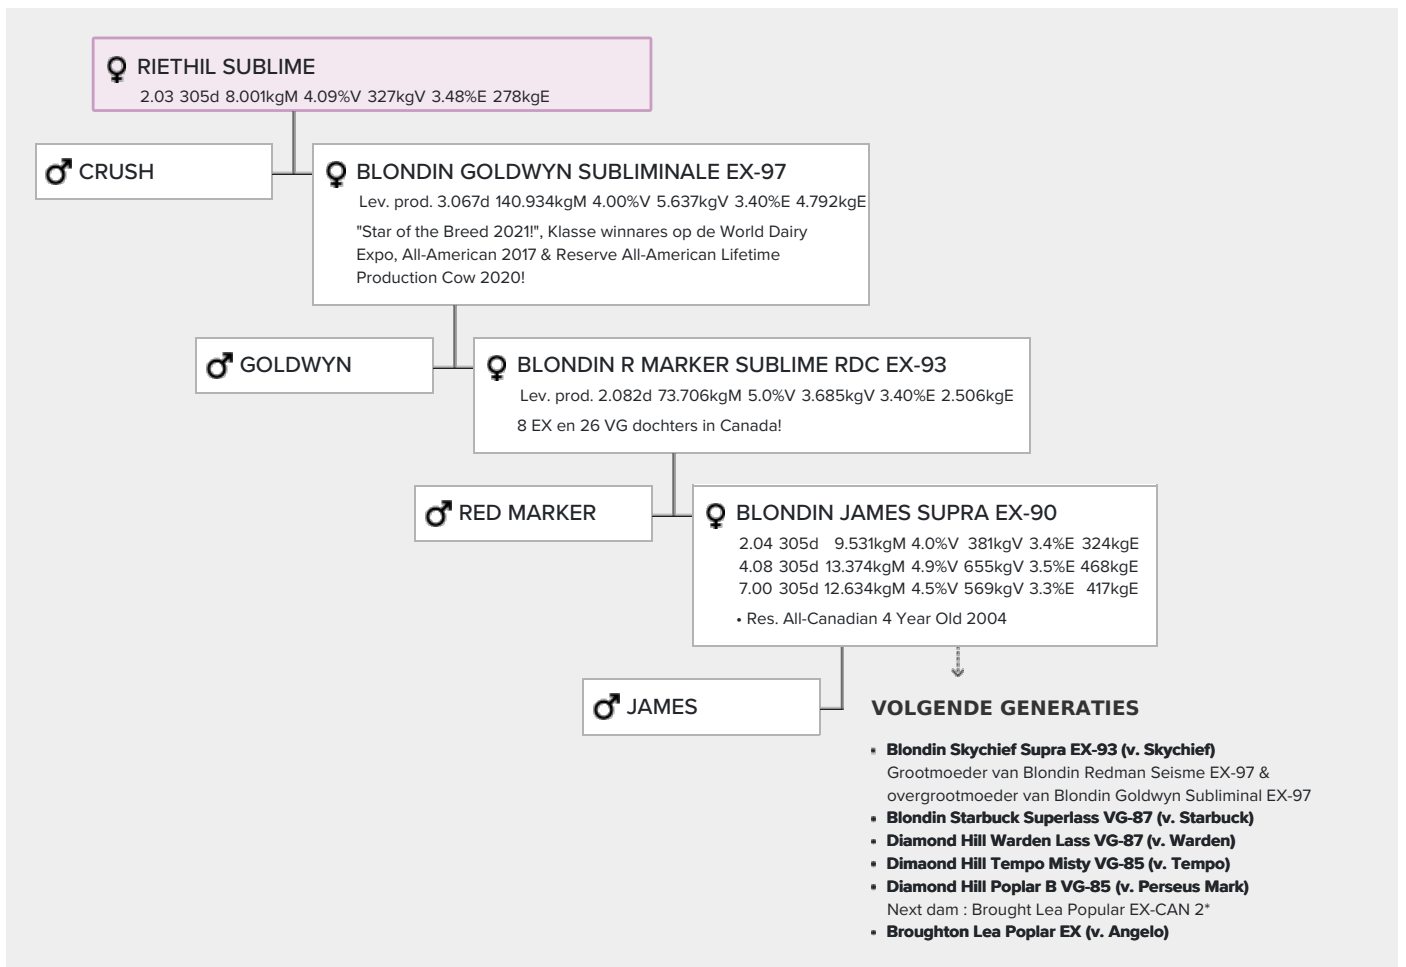 RIETHIL SUBLIME
2.03 305d 8.001kgM 4.09%V 327kgV 3.48%E 278kgE
CRUSH
BLONDIN GOLDWYN SUBLIMINALE EX-97
Lev. prod. 3.067d 140.934kgM 4.00%V 5.637kgV 3.40%E 4.792kgE
"Star of the Breed 2021!", Klasse winnares op de World Dairy
Expo, All-American 2017 & Reserve All-American Lifetime
Production Cow 2020!
GOLDWYN
BLONDIN R MARKER SUBLIME RDC EX-93
Lev. prod. 2.082d 73.706kgM 5.0%V 3.685kgV 3.40%E 2.506kgE
8 EX en 26 VG dochters in Canada!
RED MARKER
BLONDIN JAMES SUPRA EX-90
2.04 305d 9.531kgM 4.0%V 381kgV 3.4%E 324kgE
4.08 305d 13.374kgM 4.9%V 655kgV 3.5%E 468kgE
7.00 305d 12.634kgM 4.5%V 569kgV 3.3%E 417kgE
• Res. All-Canadian 4 Year Old 2004
JAMES
VOLGENDE GENERATIES
• Blondin Skychief Supra EX-93 (v. Skychief)
Grootmoeder van Blondin Redman Seisme EX-97 &
overgrootmoeder van Blondin Goldwyn Subliminal EX-97
• Blondin Starbuck Superlass VG-87 (v. Starbuck)
• Diamond Hill Warden Lass VG-87 (v. Warden)
• Dimaond Hill Tempo Misty VG-85 (v. Tempo)
• Diamond Hill Poplar B VG-85 (v. Perseus Mark)
Next dam : Brought Lea Popular EX-CAN 2*
• Broughton Lea Poplar EX (v. Angelo)